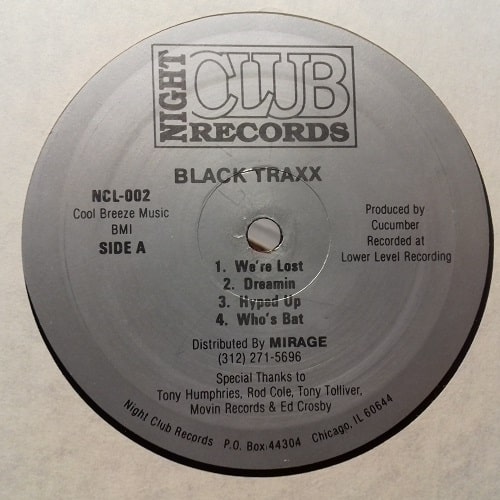 NIGHT
CLUB
RECORDS
BLACK TRAXX
NCL-002
Cool Breeze Music
BMI
SIDE A
Produced by
Cucumber
Recorded at
Lower Level Recording
1. We're Lost
2. Dreamin
3. Hyped Up
4. Who's Bat
Distributed By MIRAGE
(312) 271-5696
Special Thanks to
Tony Humphries, Rod Cole, Tony Tolliver,
Movin Records & Ed Crosby
Night Club Records P.O. Box 44304 Chicago, IL 60644